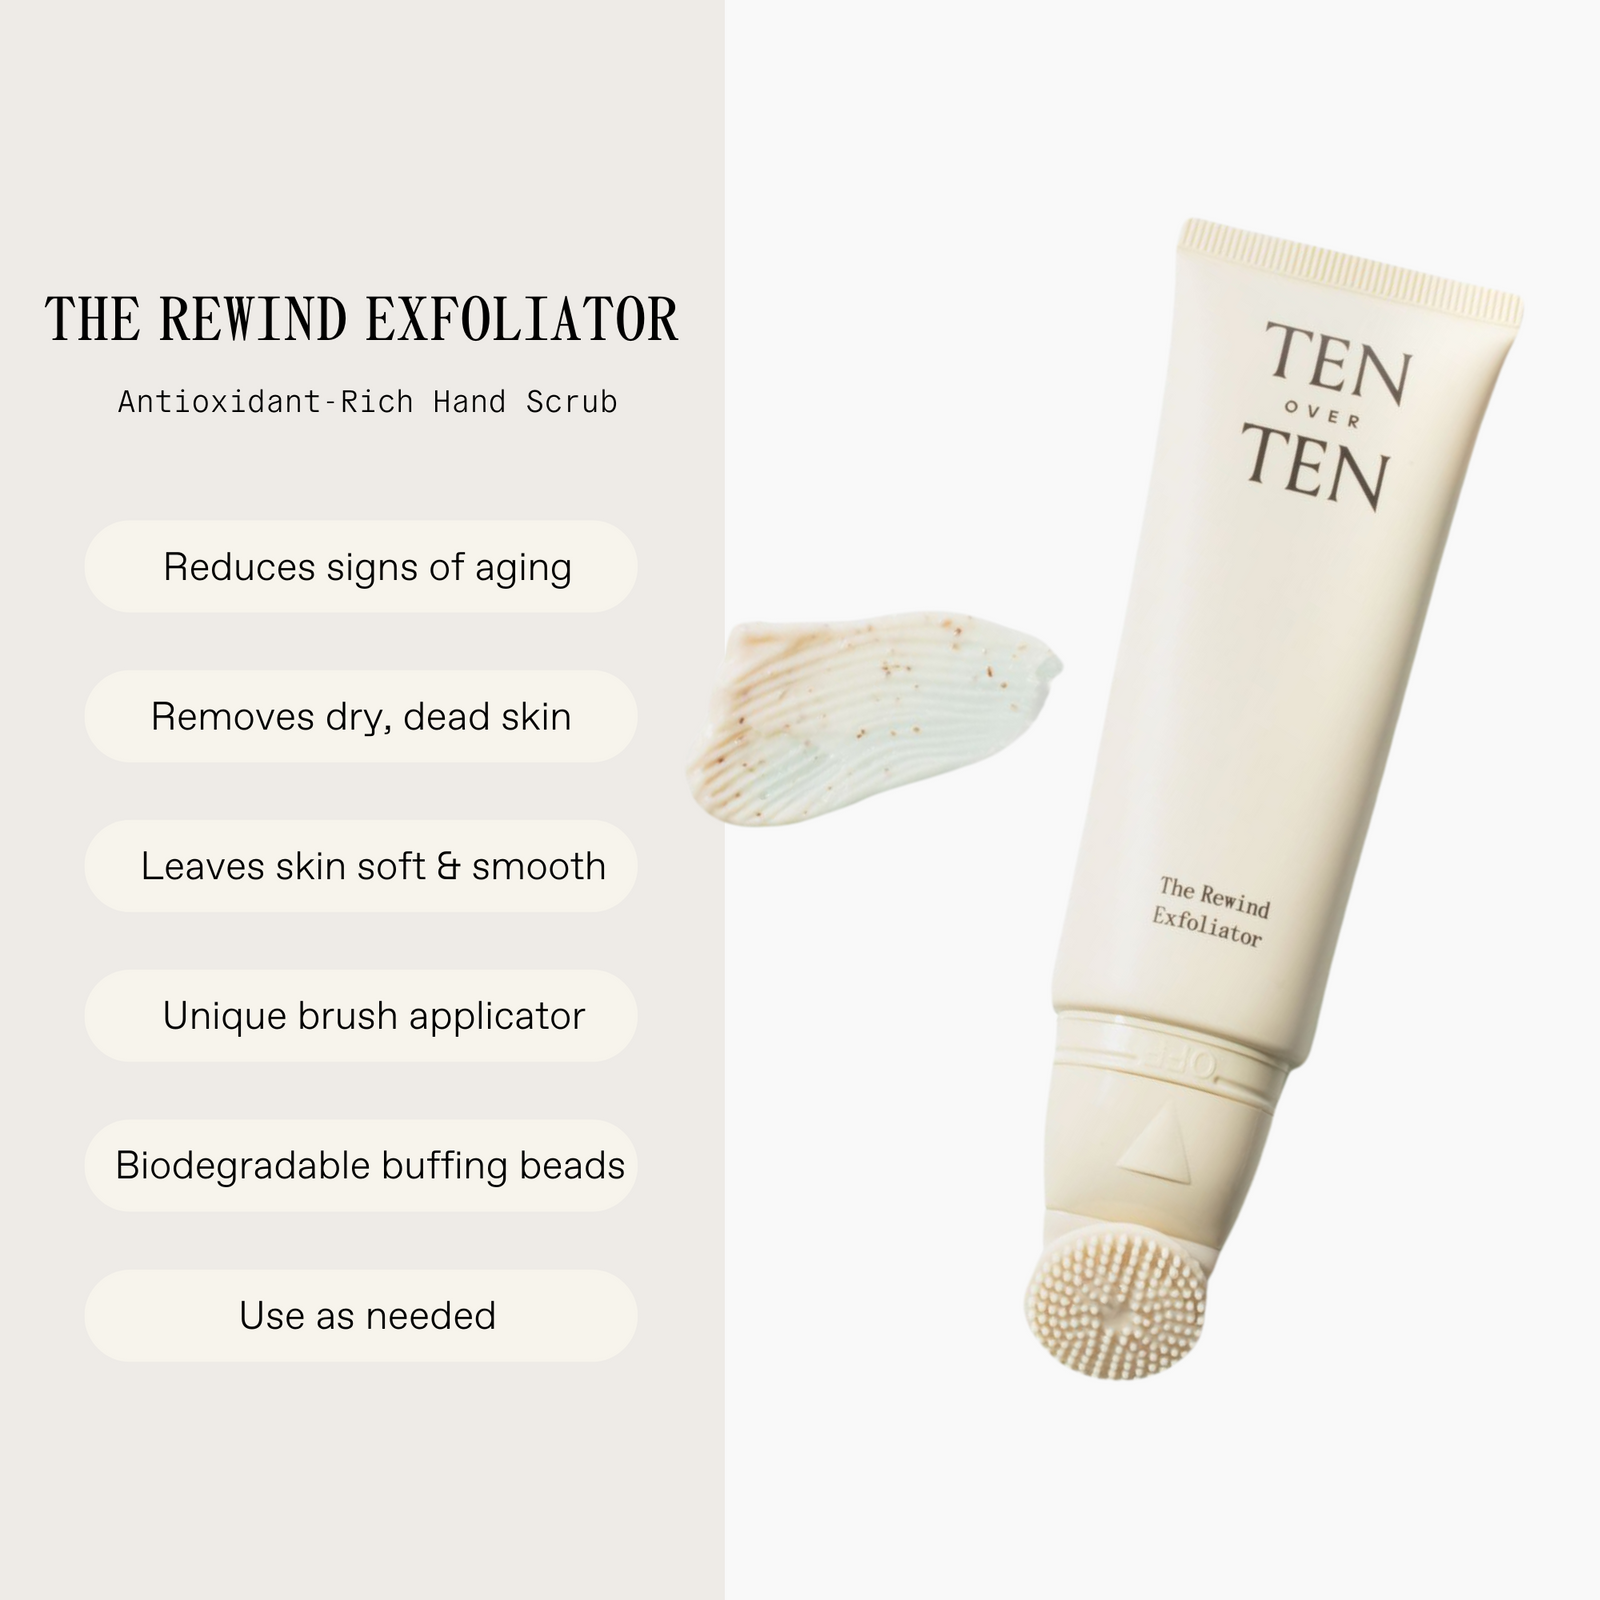 THE REWIND EXFOLIATOR
Antioxidant-Rich Hand Scrub
Reduces signs of aging
Removes dry, dead skin
Leaves skin soft & smooth
Unique brush applicator
Biodegradable buffing beads
Use as needed
TEN
OVER
TEN
The Rewind
Exfoliator
OFF